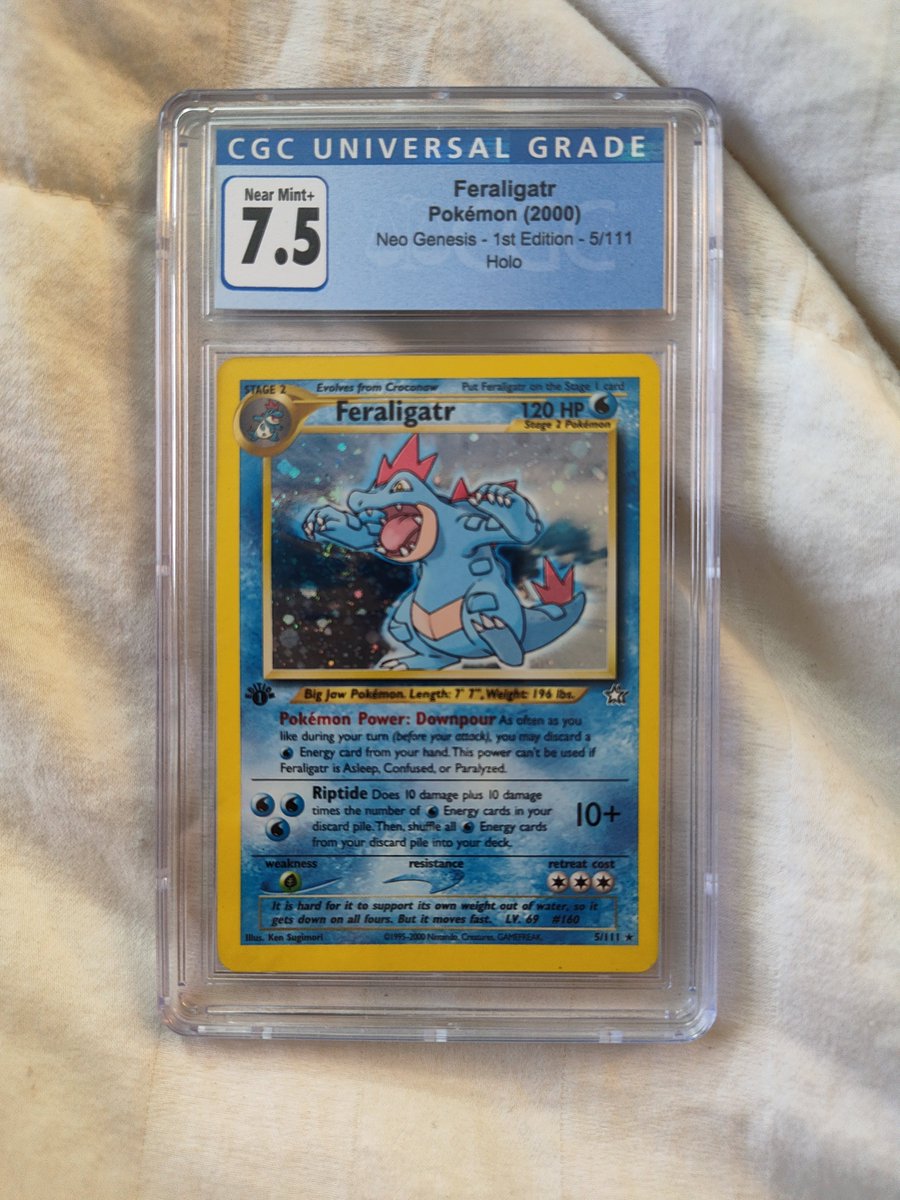 CGC UNIVERSAL GRADE
Near Mint+
7.5
Feraligatr
Pokémon (2000)
Neo Genesis - 1st Edition - 5/111
Holo
STAGE 2
Evolves from Croconaw
Put Feraligatr on the Stage 1 card
Feraligatr
120 HP
Stage 2 Pokémon
EDITION
1
Big Jaw Pokémon. Length: 7' 7", Weight: 196 lbs.
Pokémon Power: Downpour As often as you
like during your turn (before your attack), you may discard a
Energy card from your hand. This power can't be used if
Feraligatr is Asleep, Confused, or Paralyzed.
Riptide Does 10 damage plus 10 damage
times the number of Energy cards in your
discard pile. Then, shuffle all Energy cards
from your discard pile into your deck.
10+
weakness
resistance
retreat cost
It is hard for it to support its own weight out of water, so it
gets down on all fours. But it moves fast. LV. 69 #160
Illus. Ken Sugimori
©1995-2000 Nintendo, Creatures, GAMEFREAK.
5/111 ★